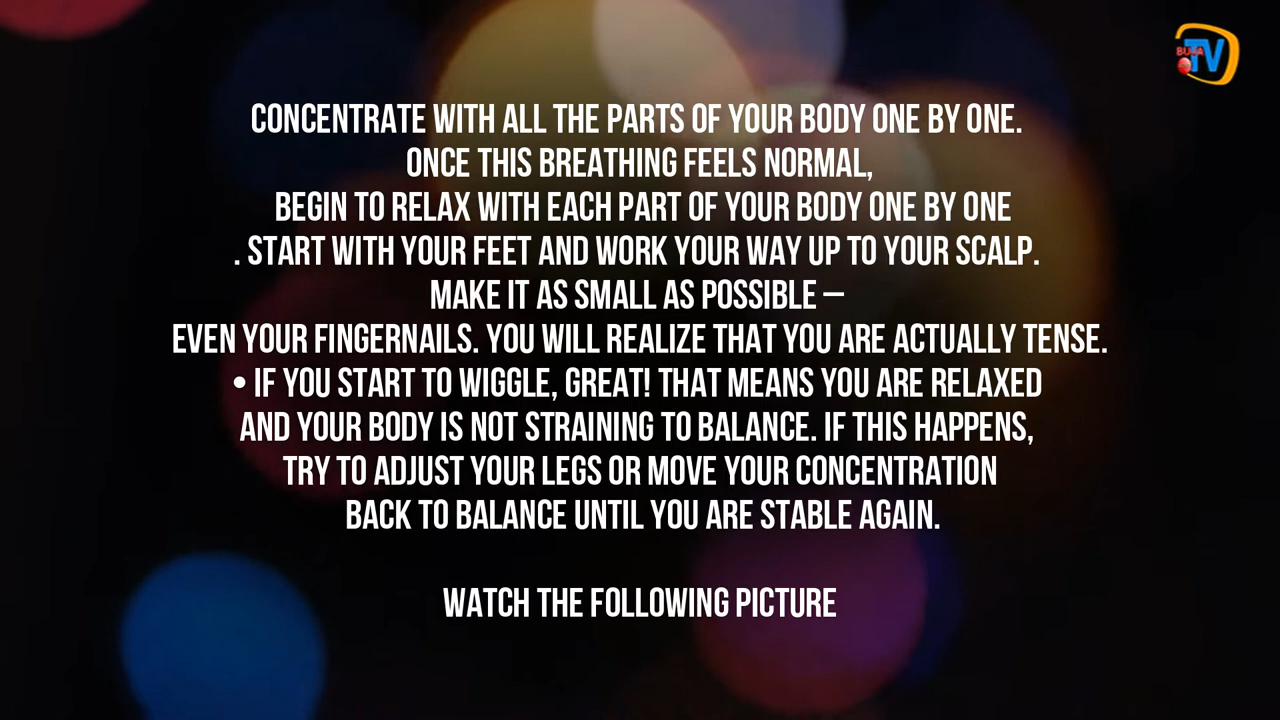 BUKA TV
CONCENTRATE WITH ALL THE PARTS OF YOUR BODY ONE BY ONE.
ONCE THIS BREATHING FEELS NORMAL,
BEGIN TO RELAX WITH EACH PART OF YOUR BODY ONE BY ONE
. START WITH YOUR FEET AND WORK YOUR WAY UP TO YOUR SCALP.
MAKE IT AS SMALL AS POSSIBLE –
EVEN YOUR FINGERNAILS. YOU WILL REALIZE THAT YOU ARE ACTUALLY TENSE.
• IF YOU START TO WIGGLE, GREAT! THAT MEANS YOU ARE RELAXED
AND YOUR BODY IS NOT STRAINING TO BALANCE. IF THIS HAPPENS,
TRY TO ADJUST YOUR LEGS OR MOVE YOUR CONCENTRATION
BACK TO BALANCE UNTIL YOU ARE STABLE AGAIN.
WATCH THE FOLLOWING PICTURE